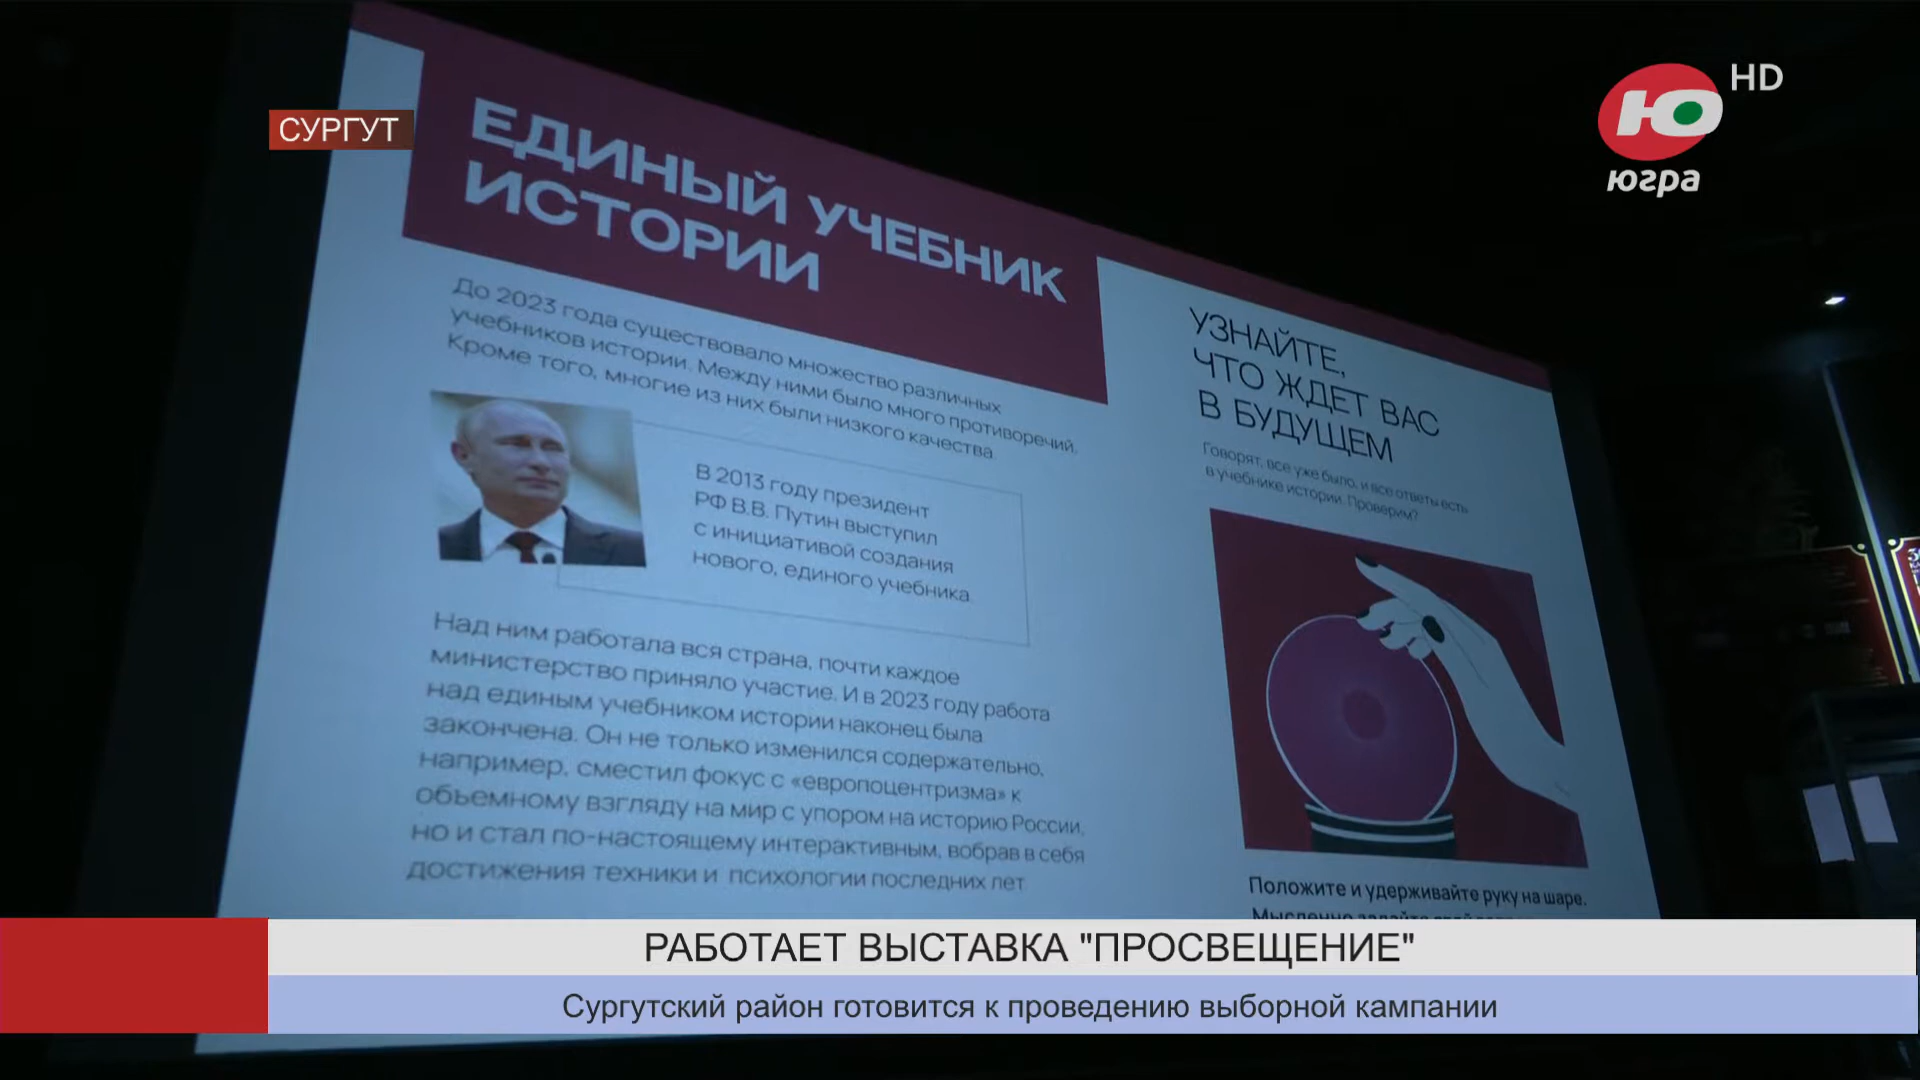 СУРГУТ
Ю HD
югра
ЕДИНЫЙ УЧЕБНИК
ИСТОРИИ
До 2023 года существовало множество различных
учебников истории. Между ними было много противоречий.
Кроме того, многие из них были низкого качества.
В 2013 году президент
РФ В.В. Путин выступил
с инициативой создания
нового, единого учебника.
Над ним работала вся страна, почти каждое
министерство приняло участие. И в 2023 году работа
над единым учебником истории наконец была
закончена. Он не только изменился содержательно,
например, сместил фокус с «европоцентризма» к
объемному взгляду на мир с упором на историю России,
но и стал по-настоящему интерактивным, вобрав в себя
достижения техники и психологии последних лет
УЗНАЙТЕ,
ЧТО ЖДЕТ ВАС
В БУДУЩЕМ
Говорят, все уже было, и все ответы есть
в учебнике истории. Проверим?
Положите и удерживайте руку на шаре.
РАБОТАЕТ ВЫСТАВКА "ПРОСВЕЩЕНИЕ"
Сургутский район готовится к проведению выборной кампании